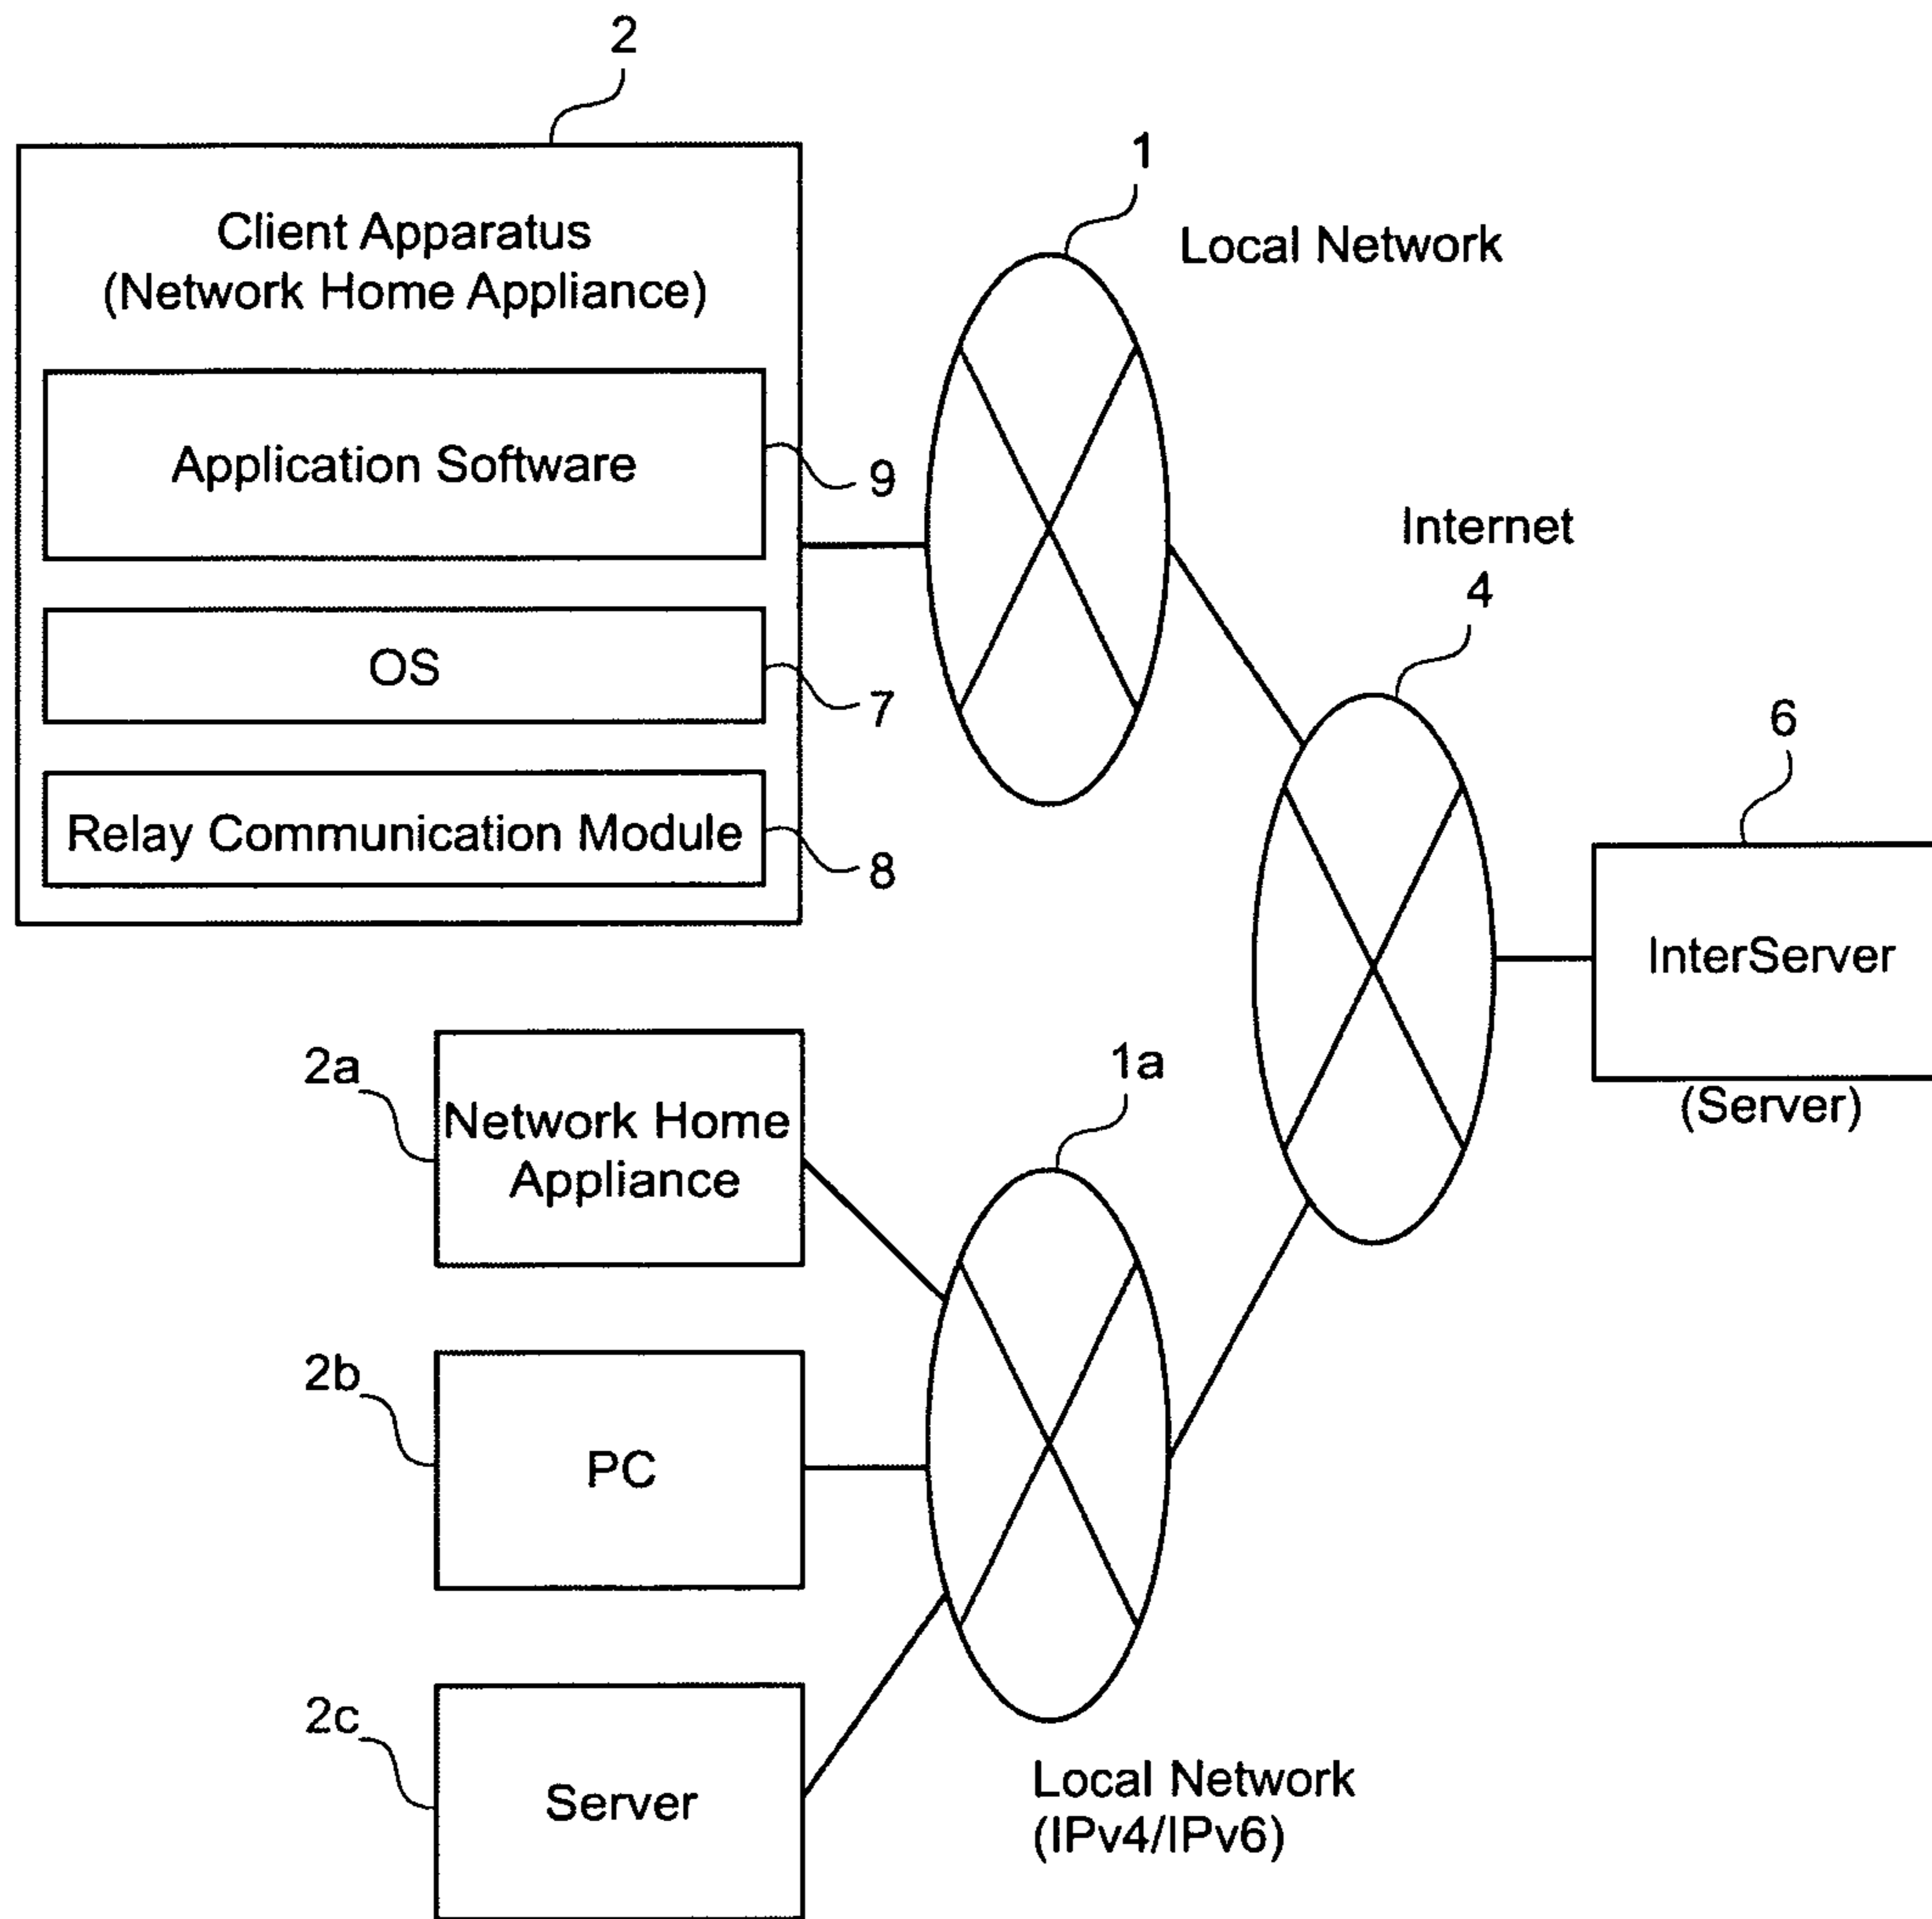 2
Client Apparatus
(Network Home Appliance)
Application Software
9
OS
7
Relay Communication Module
8
1
Local Network
Internet
4
6
InterServer
(Server)
2a
Network Home
Appliance
1a
2b
PC
2c
Server
Local Network
(IPv4/IPv6)